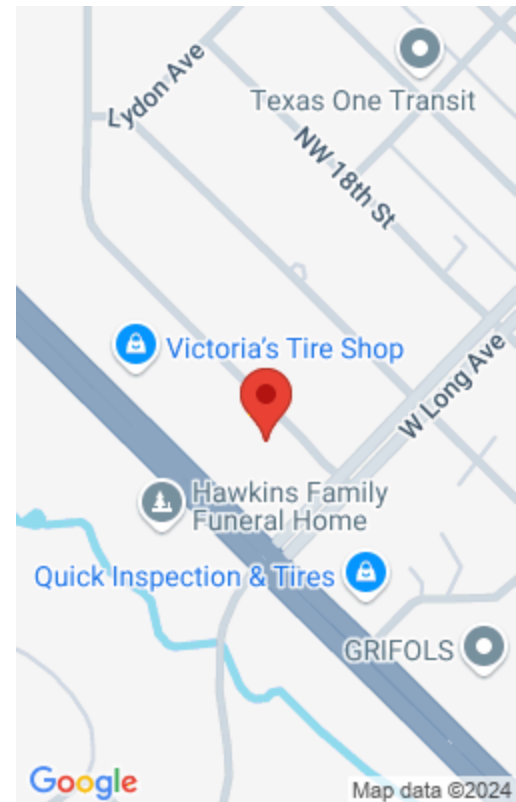 Lydon Ave
Texas One Transit
NW 18th St
Victoria's Tire Shop
W Long Ave
Hawkins Family
Funeral Home
Quick Inspection & Tires
GRIFOLS
Google
Map data ©2024